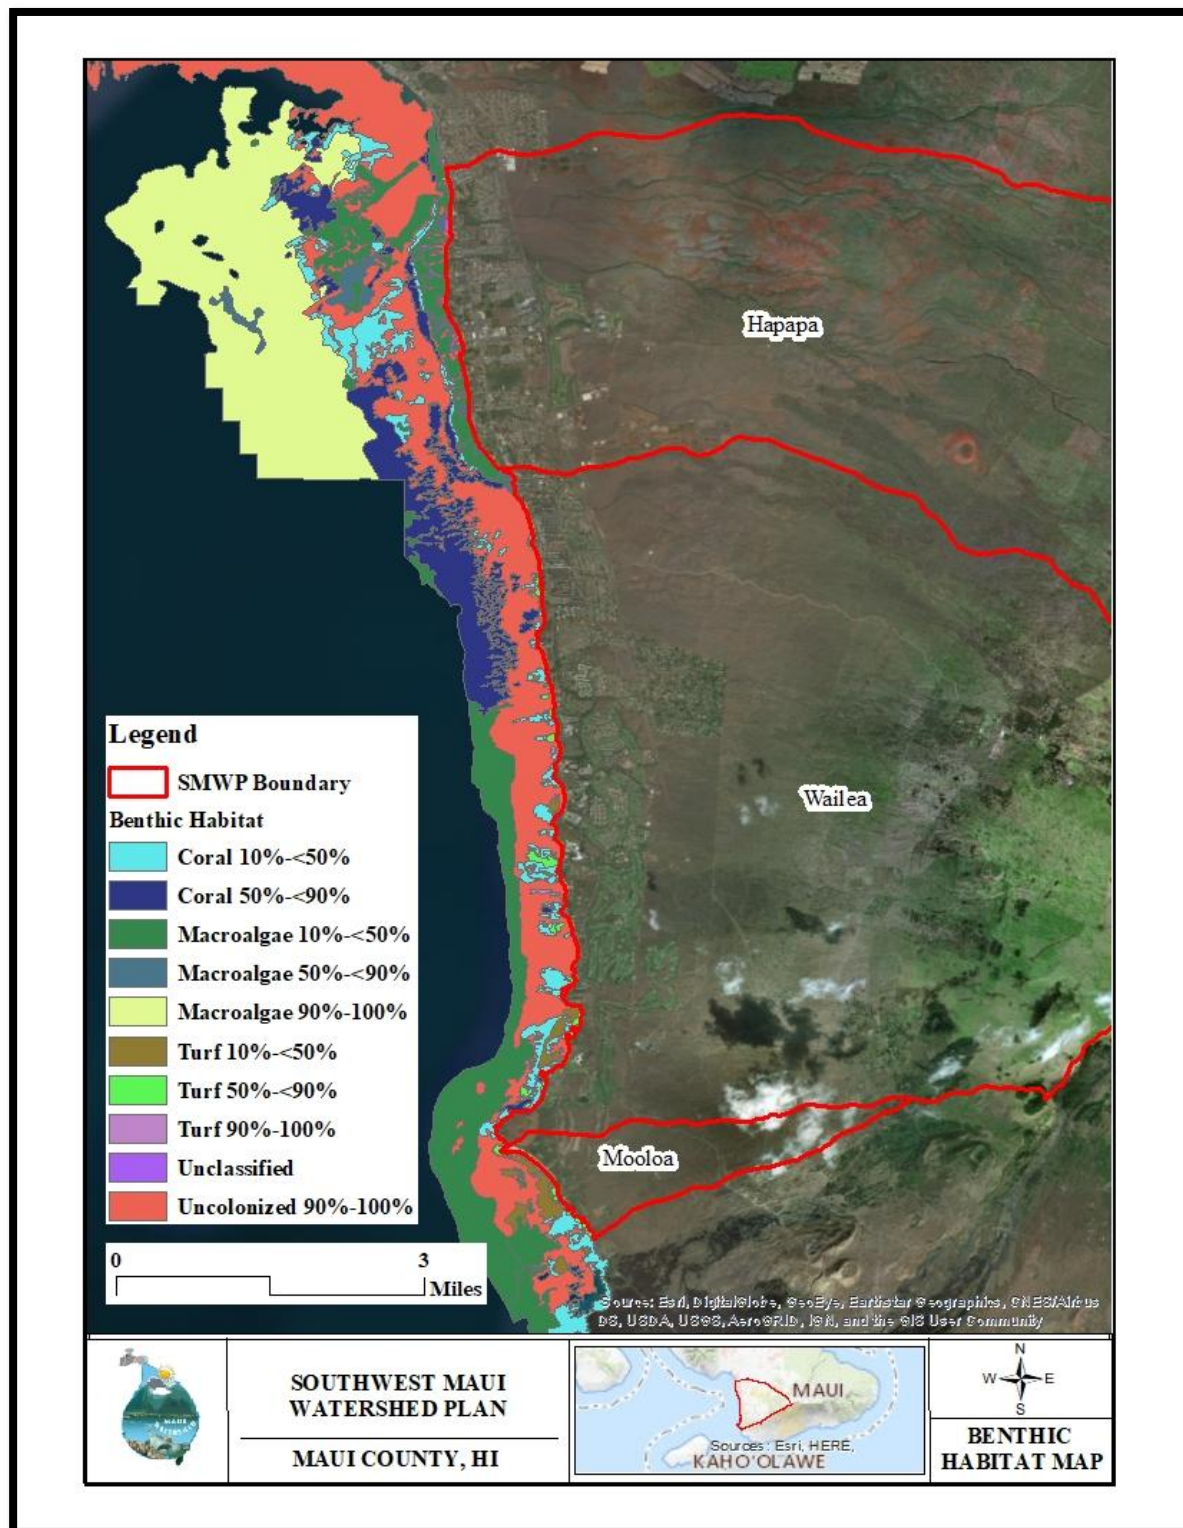 Hapapa
Wailea
Mooloa
Legend
SMWP Boundary
Benthic Habitat
Coral 10%-<50%
Coral 50%-<90%
Macroalgae 10%-<50%
Macroalgae 50%-<90%
Macroalgae 90%-100%
Turf 10%-<50%
Turf 50%-<90%
Turf 90%-100%
Unclassified
Uncolonized 90%-100%
0 3
Miles
Source: Esri, DigitalGlobe, GeoEye, Earthstar Geographics, CNES/Airbus
DS, USDA, USGS, AeroGRID, IGN, and the GIS User Community
SOUTHWEST MAUI
WATERSHED PLAN
MAUI COUNTY, HI
MAUI
Sources: Esri, HERE,
KAHO'OLAWE
N
W E
S
BENTHIC
HABITAT MAP